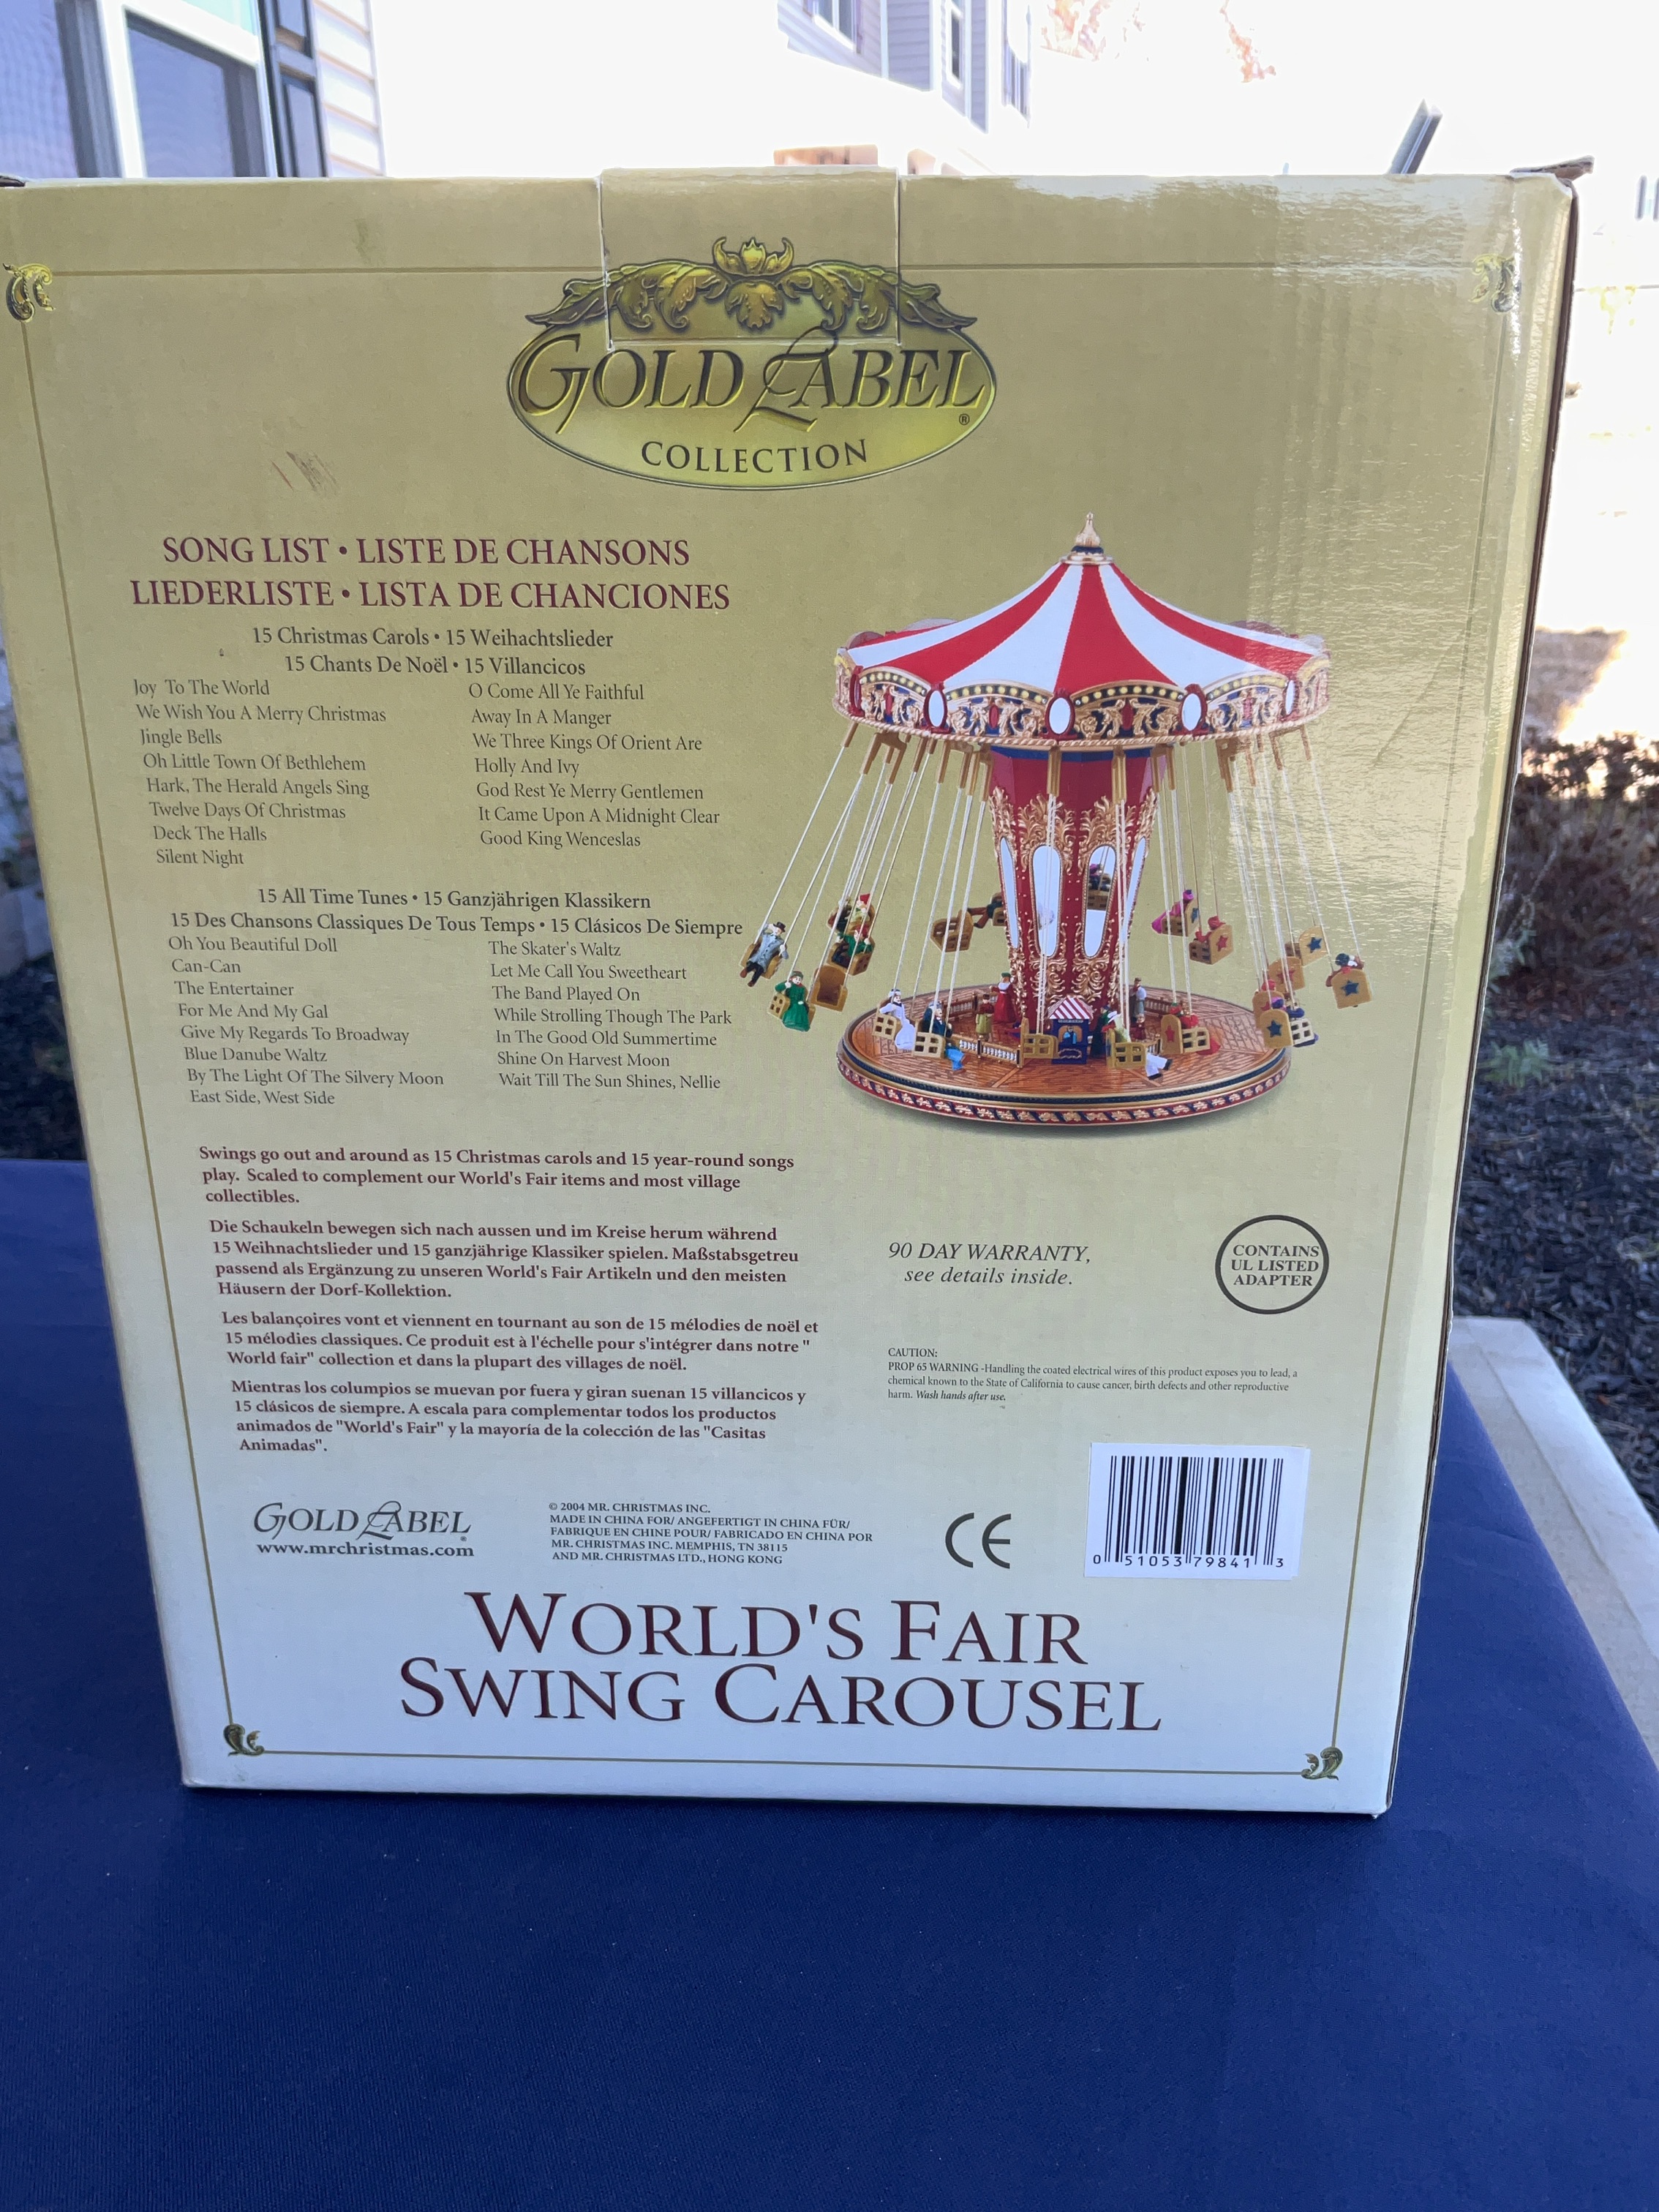 GOLD LABEL®
COLLECTION
SONG LIST • LISTE DE CHANSONS
LIEDERLISTE • LISTA DE CHANCIONES
15 Christmas Carols • 15 Weihachtslieder
15 Chants De Noël • 15 Villancicos
Joy To The World
We Wish You A Merry Christmas
Jingle Bells
Oh Little Town Of Bethlehem
Hark, The Herald Angels Sing
Twelve Days Of Christmas
Deck The Halls
Silent Night
O Come All Ye Faithful
Away In A Manger
We Three Kings Of Orient Are
Holly And Ivy
God Rest Ye Merry Gentlemen
It Came Upon A Midnight Clear
Good King Wenceslas
15 All Time Tunes • 15 Ganzjährigen Klassikern
15 Des Chansons Classiques De Tous Temps • 15 Clásicos De Siempre
Oh You Beautiful Doll
Can-Can
The Entertainer
For Me And My Gal
Give My Regards To Broadway
Blue Danube Waltz
By The Light Of The Silvery Moon
East Side, West Side
The Skater's Waltz
Let Me Call You Sweetheart
The Band Played On
While Strolling Though The Park
In The Good Old Summertime
Shine On Harvest Moon
Wait Till The Sun Shines, Nellie
Swings go out and around as 15 Christmas carols and 15 year-round songs
play. Scaled to complement our World's Fair items and most village
collectibles.
Die Schaukeln bewegen sich nach aussen und im Kreise herum während
15 Weihnachtslieder und 15 ganzjährige Klassiker spielen. Maßstabsgetreu
passend als Ergänzung zu unseren World's Fair Artikeln und den meisten
Häusern der Dorf-Kollektion.
Les balançoires vont et viennent en tournant au son de 15 mélodies de noël et
15 mélodies classiques. Ce produit est à l'échelle pour s'intégrer dans notre "
World fair" collection et dans la plupart des villages de noël.
Mientras los columpios se muevan por fuera y giran suenan 15 villancicos y
15 clásicos de siempre. A escala para complementar todos los productos
animados de "World's Fair" y la mayoría de la colección de las "Casitas
Animadas".
90 DAY WARRANTY,
see details inside.
CONTAINS
UL LISTED
ADAPTER
CAUTION:
PROP 65 WARNING -Handling the coated electrical wires of this product exposes you to lead, a
chemical known to the State of California to cause cancer, birth defects and other reproductive
harm. Wash hands after use.
GOLD LABEL®
www.mrchristmas.com
© 2004 MR. CHRISTMAS INC.
MADE IN CHINA FOR/ ANGEFERTIGT IN CHINA FÜR/
FABRIQUE EN CHINE POUR/ FABRICADO EN CHINA POR
MR. CHRISTMAS INC. MEMPHIS, TN 38115
AND MR. CHRISTMAS LTD., HONG KONG
CE
0 51053 79841 3
WORLD'S FAIR
SWING CAROUSEL